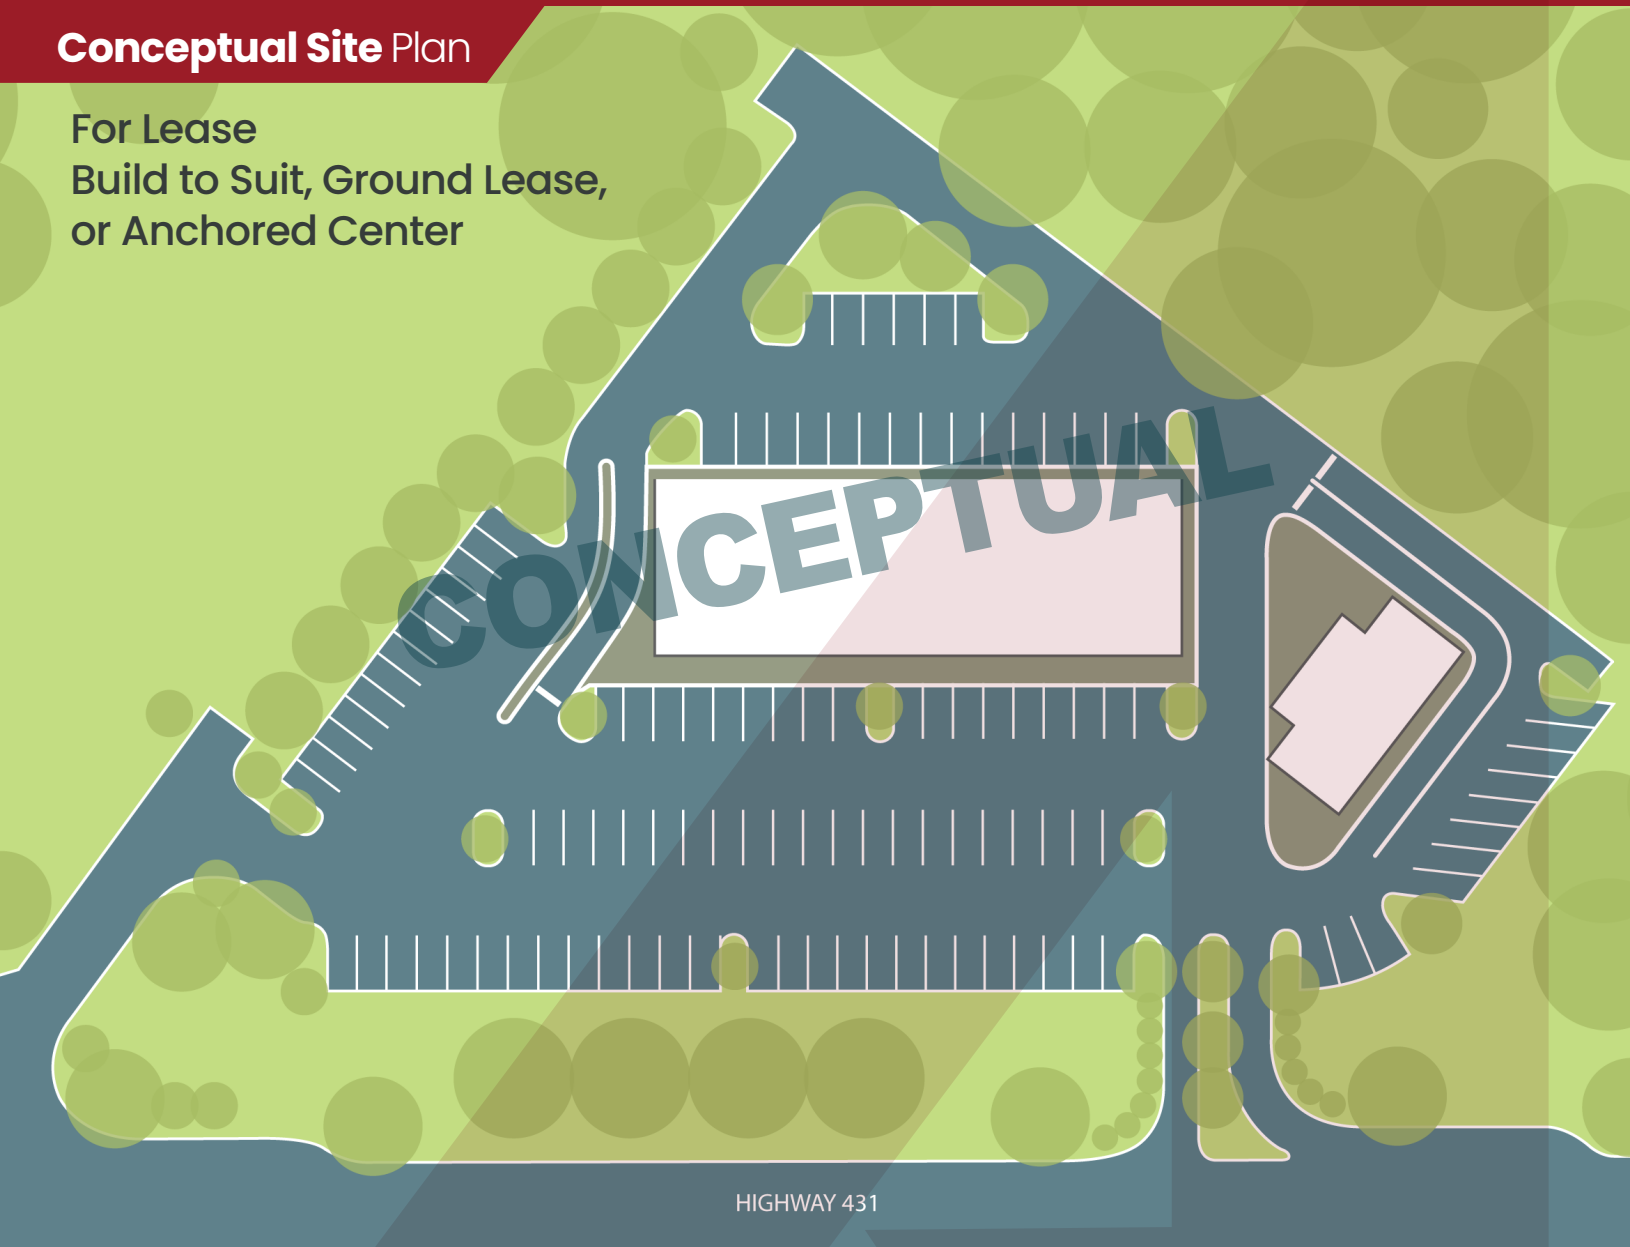 Conceptual Site Plan
For Lease
Build to Suit, Ground Lease,
or Anchored Center
CONCEPTUAL
HIGHWAY 431